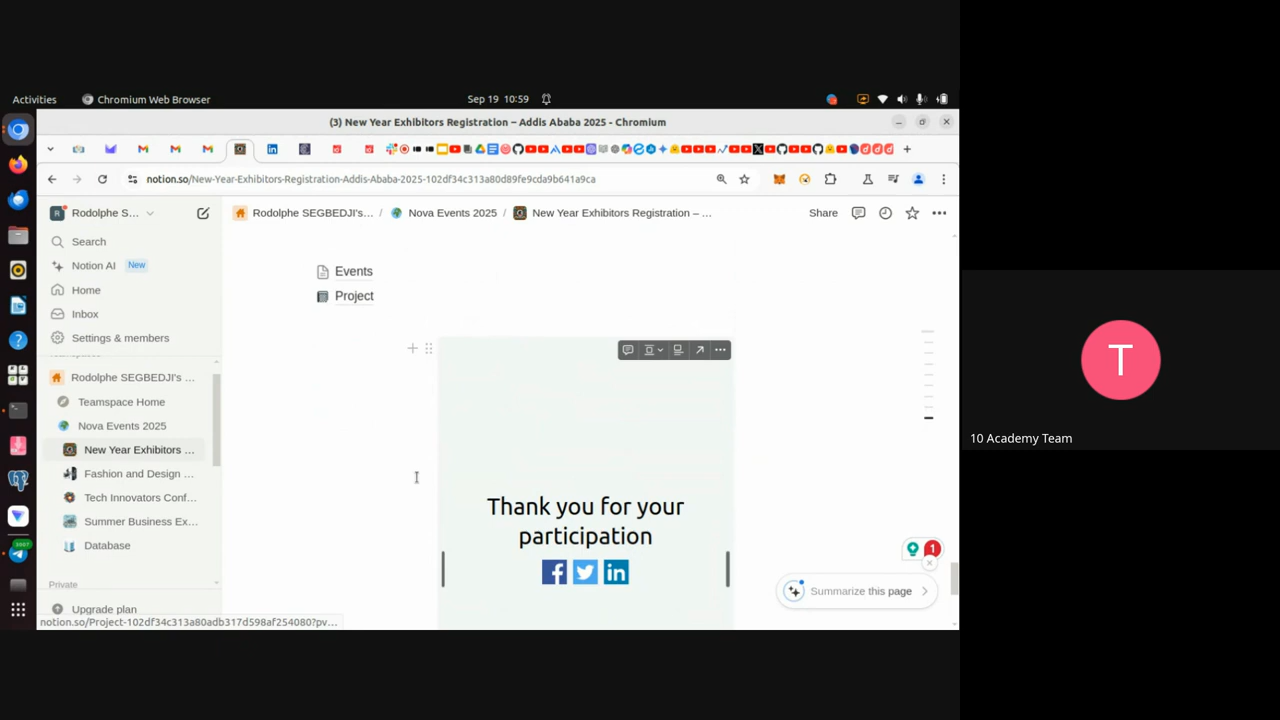 Activities
Chromium Web Browser
Sep 19 10:59
(3) New Year Exhibitors Registration – Addis Ababa 2025 - Chromium
notion.so/New-Year-Exhibitors-Registration-Addis-Ababa-2025-102df34c313a80d89fe9cda9b641a9ca
R Rodolphe S...
Rodolphe SEGBEDJI's... / Nova Events 2025 / New Year Exhibitors Registration – ...
Share
Search
Notion AI New
Home
Inbox
Settings & members
Rodolphe SEGBEDJI's ...
Teamspace Home
Nova Events 2025
New Year Exhibitors ...
Fashion and Design ...
Tech Innovators Conf...
Summer Business Ex...
Database
Private
Upgrade plan
notion.so/Project-102df34c313a80adb317d598af254080?pv...
Events
Project
Thank you for your
participation
1
Summarize this page
T
10 Academy Team